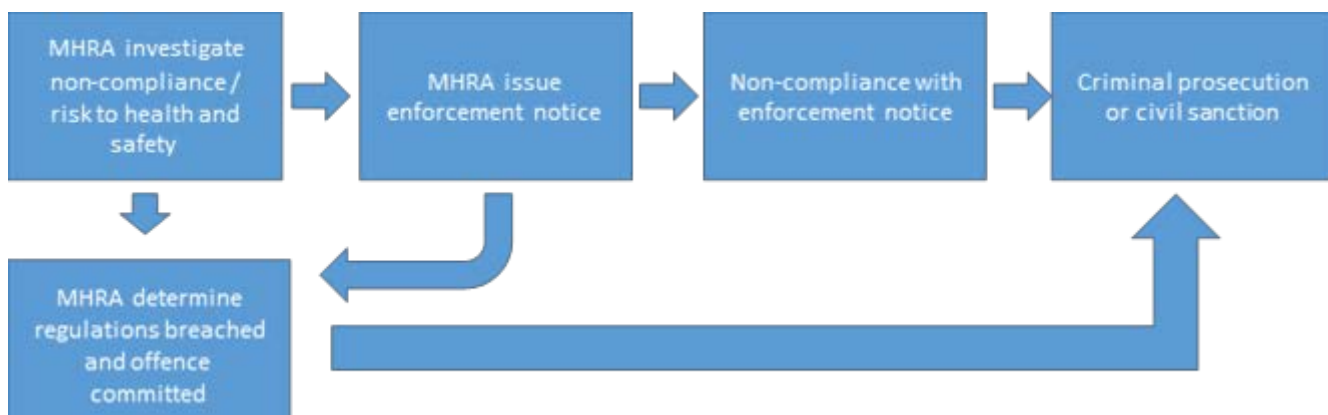 MHRA investigate
non-compliance /
risk to health and
safety
MHRA issue
enforcement notice
Non-compliance with
enforcement notice
Criminal prosecution
or civil sanction
MHRA determine
regulations breached
and offence
committed